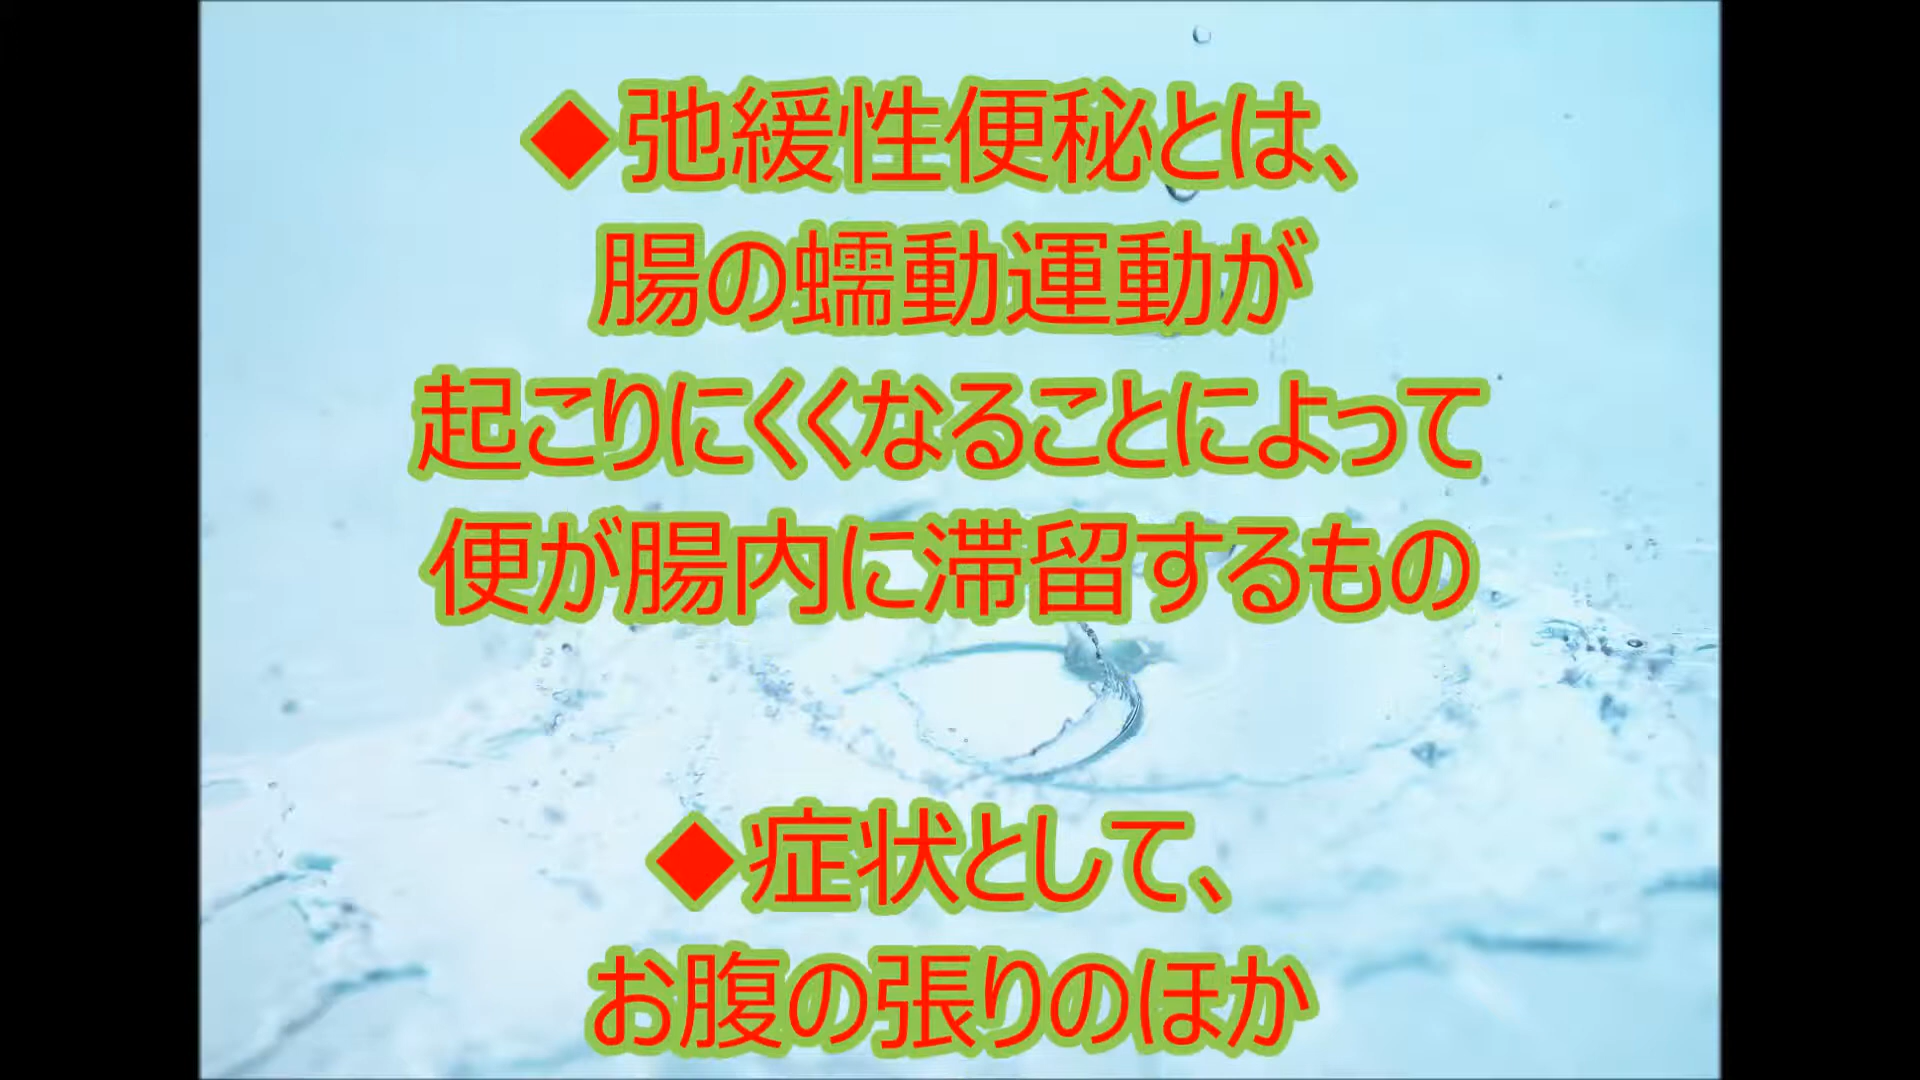 ◆弛緩性便秘とは、
腸の蠕動運動が
起こりにくくなることによって
便が腸内に滞留するもの
◆症状として、
お腹の張りのほか